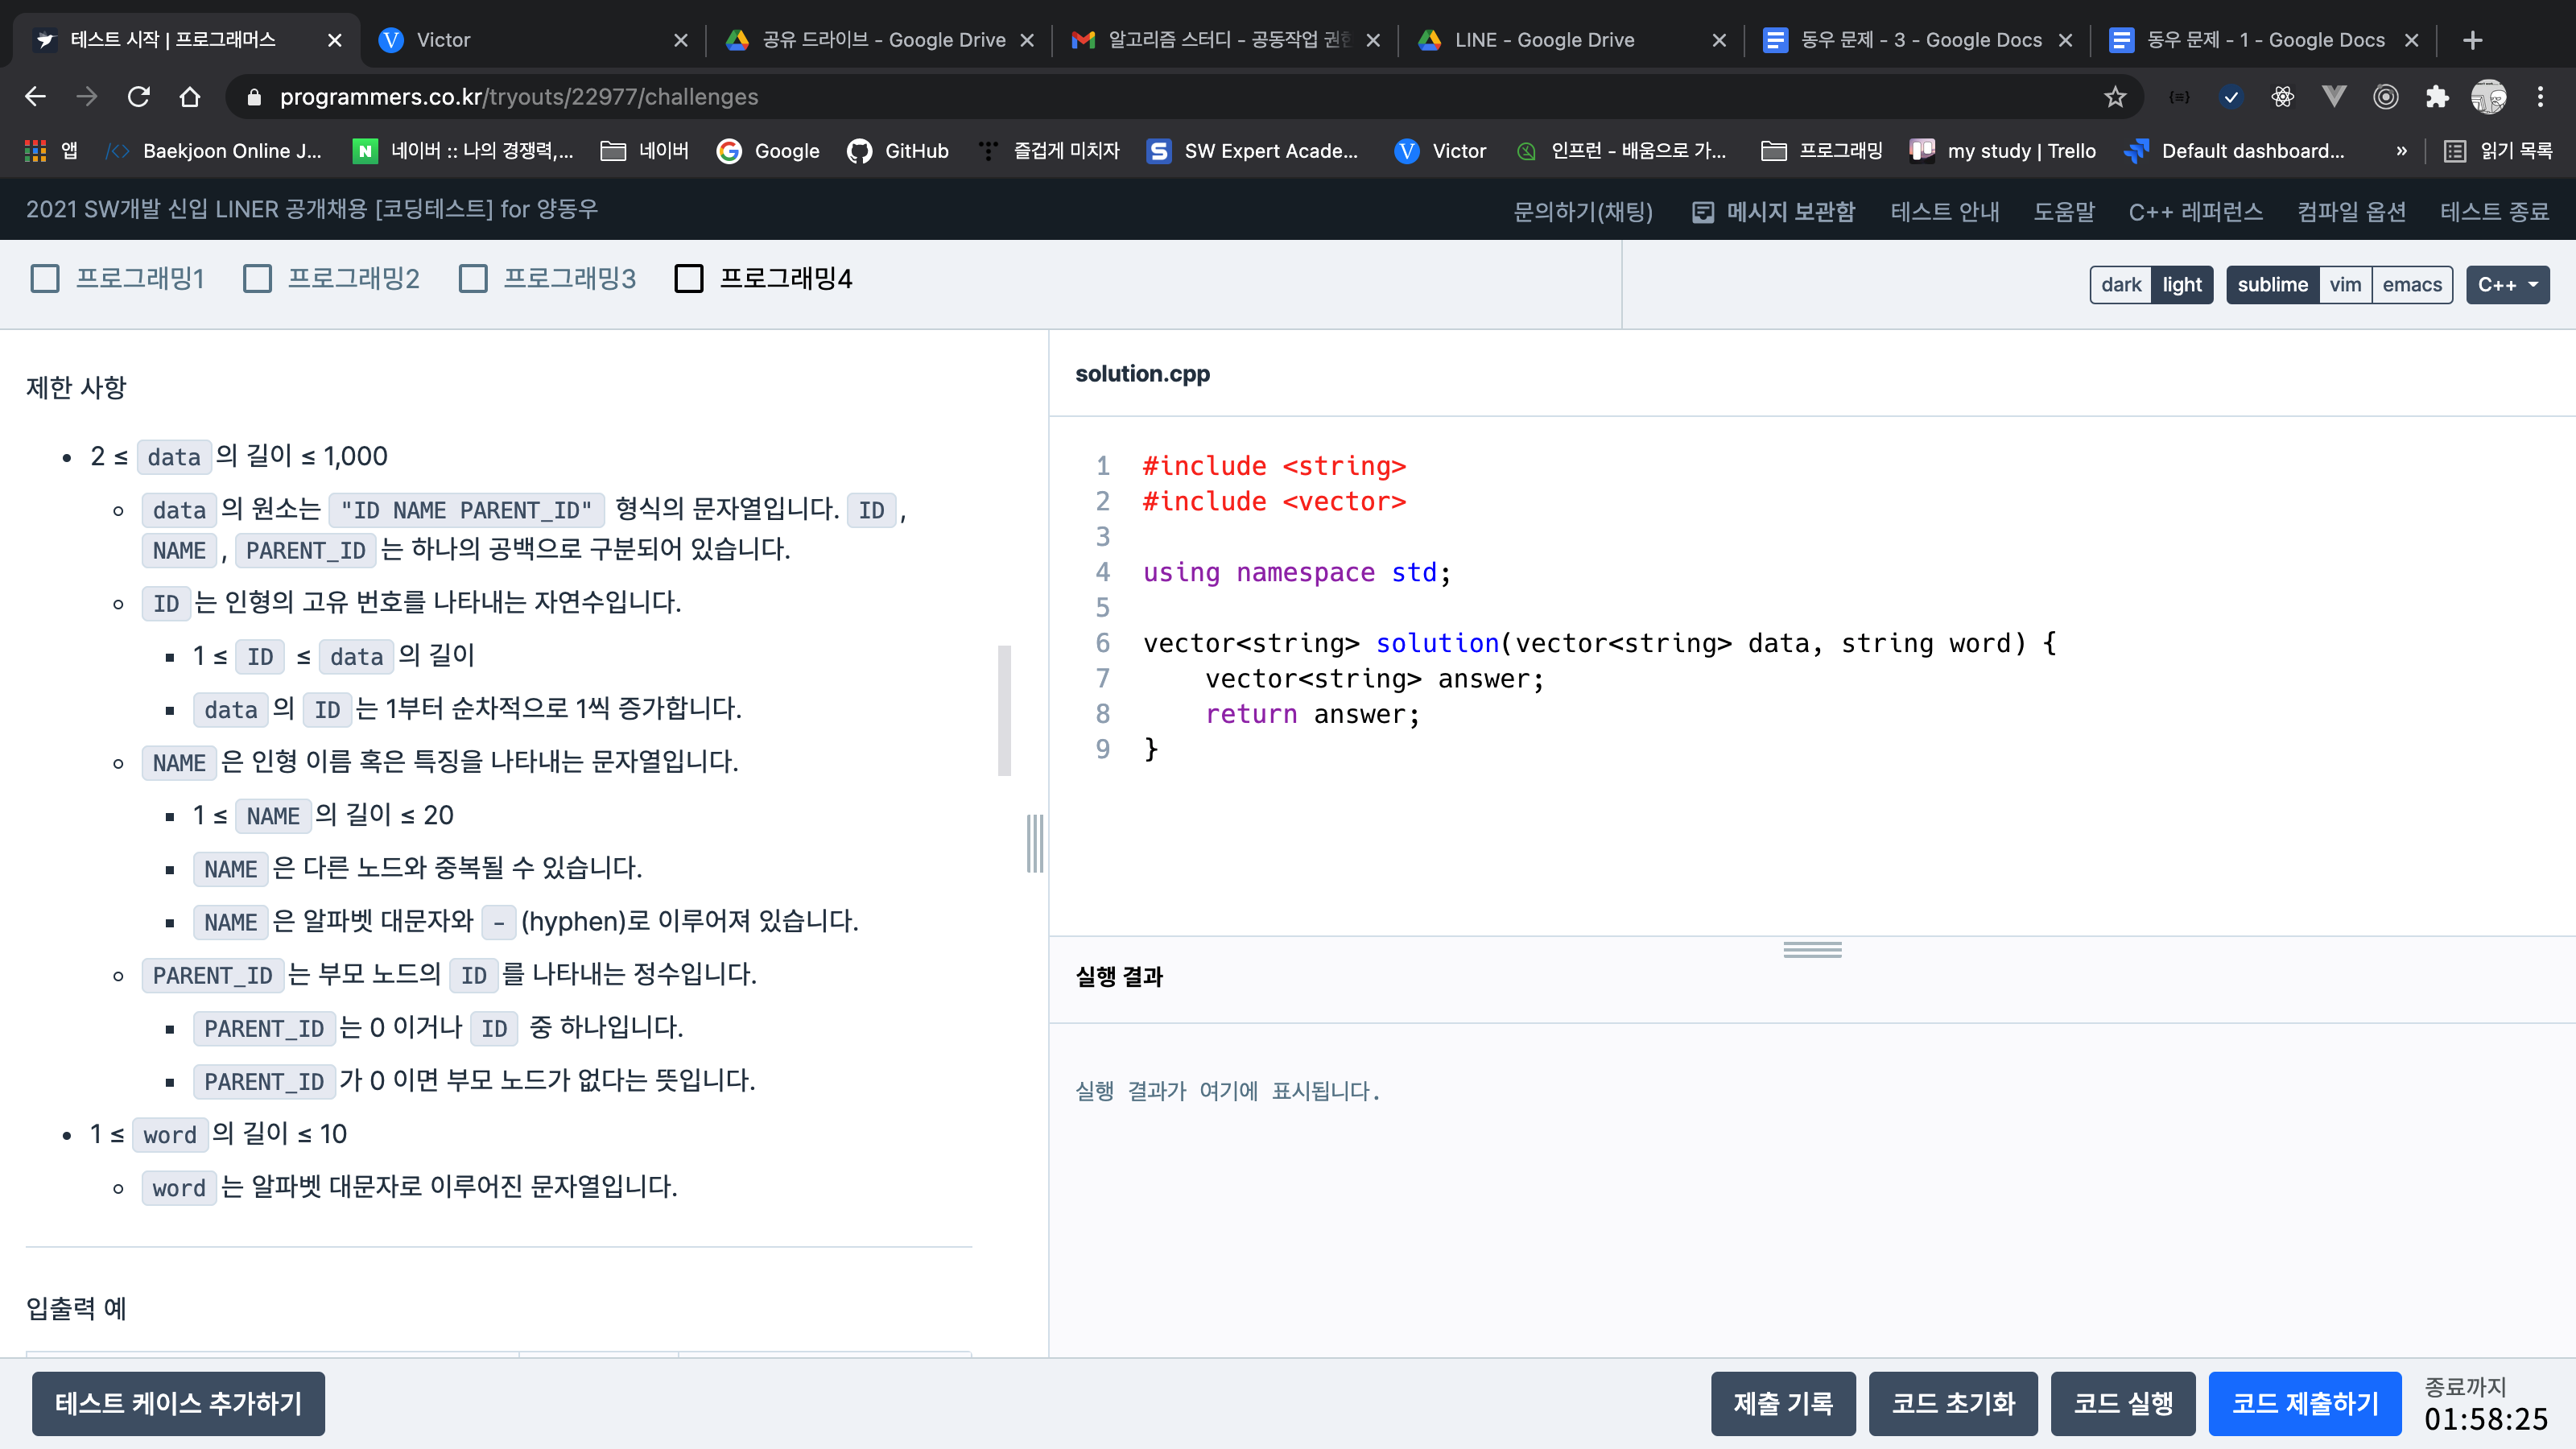 테스트 시작 | 프로그래머스
Victor
공유 드라이브 - Google Drive
알고리즘 스터디 - 공동작업 권한
LINE - Google Drive
동우 문제 - 3 - Google Docs
동우 문제 - 1 - Google Docs
programmers.co.kr/tryouts/22977/challenges
앱
Baekjoon Online J...
네이버 :: 나의 경쟁력,...
네이버
Google
GitHub
즐겁게 미치자
SW Expert Acade...
Victor
인프런 - 배움으로 가...
프로그래밍
my study | Trello
Default dashboard...
»
읽기 목록
2021 SW개발 신입 LINER 공개채용 [코딩테스트] for 양동우
문의하기(채팅)
메시지 보관함
테스트 안내
도움말
C++ 레퍼런스
컴파일 옵션
테스트 종료
프로그래밍1
프로그래밍2
프로그래밍3
프로그래밍4
dark light
sublime vim emacs
C++
제한 사항
2 ≤ data 의 길이 ≤ 1,000
data 의 원소는 "ID NAME PARENT_ID" 형식의 문자열입니다. ID ,
NAME , PARENT_ID 는 하나의 공백으로 구분되어 있습니다.
ID 는 인형의 고유 번호를 나타내는 자연수입니다.
1 ≤ ID ≤ data 의 길이
data 의 ID 는 1부터 순차적으로 1씩 증가합니다.
NAME 은 인형 이름 혹은 특징을 나타내는 문자열입니다.
1 ≤ NAME 의 길이 ≤ 20
NAME 은 다른 노드와 중복될 수 있습니다.
NAME 은 알파벳 대문자와 - (hyphen)로 이루어져 있습니다.
PARENT_ID 는 부모 노드의 ID 를 나타내는 정수입니다.
PARENT_ID 는 0 이거나 ID 중 하나입니다.
PARENT_ID 가 0 이면 부모 노드가 없다는 뜻입니다.
1 ≤ word 의 길이 ≤ 10
word 는 알파벳 대문자로 이루어진 문자열입니다.
입출력 예
solution.cpp
1 #include <string>
2 #include <vector>
3
4 using namespace std;
5
6 vector<string> solution(vector<string> data, string word) {
7     vector<string> answer;
8     return answer;
9 }
실행 결과
실행 결과가 여기에 표시됩니다.
테스트 케이스 추가하기
제출 기록
코드 초기화
코드 실행
코드 제출하기
종료까지
01:58:25